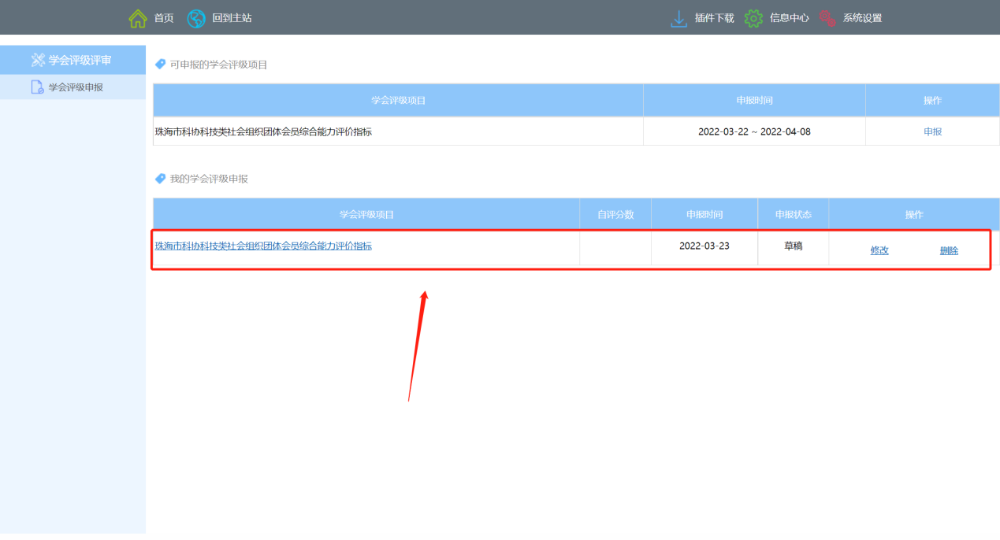 首页 回到主站 插件下载 信息中心 系统设置
学会评级评审
学会评级申报
可申报的学会评级项目
学会评级项目 申报时间 操作
珠海市科协科技类社会组织团体会员综合能力评价指标 2022-03-22 ~ 2022-04-08 申报
我的学会评级申报
学会评级项目 自评分数 申报时间 申报状态 操作
珠海市科协科技类社会组织团体会员综合能力评价指标 2022-03-23 草稿 修改 删除